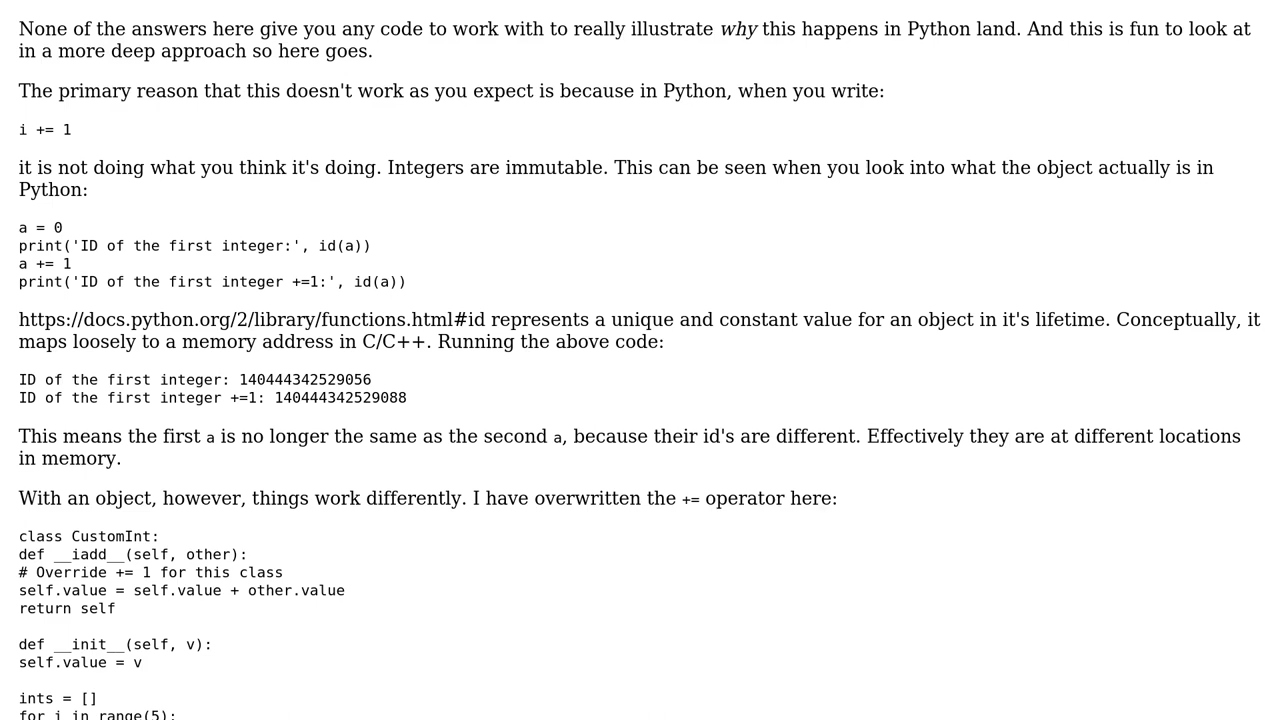 None of the answers here give you any code to work with to really illustrate why this happens in Python land. And this is fun to look at
in a more deep approach so here goes.
The primary reason that this doesn't work as you expect is because in Python, when you write:
i += 1
it is not doing what you think it's doing. Integers are immutable. This can be seen when you look into what the object actually is in
Python:
a = 0
print('ID of the first integer:', id(a))
a += 1
print('ID of the first integer +=1:', id(a))
https://docs.python.org/2/library/functions.html#id represents a unique and constant value for an object in it's lifetime. Conceptually, it
maps loosely to a memory address in C/C++. Running the above code:
ID of the first integer: 140444342529056
ID of the first integer +=1: 140444342529088
This means the first a is no longer the same as the second a, because their id's are different. Effectively they are at different locations
in memory.
With an object, however, things work differently. I have overwritten the += operator here:
class CustomInt:
def __iadd__(self, other):
# Override += 1 for this class
self.value = self.value + other.value
return self
def __init__(self, v):
self.value = v
ints = []
for i in range(5):